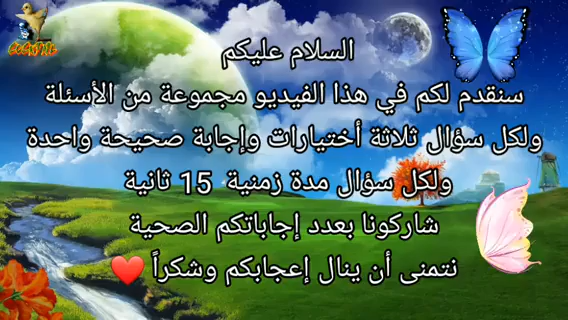 السلام عليكم
سنقدم لكم في هذا الفيديو مجموعة من الأسئلة
ولكل سؤال ثلاثة أختيارات وإجابة صحيحة واحدة
ولكل سؤال مدة زمنية 15 ثانية
شاركونا بعدد إجاباتكم الصحية
نتمنى أن ينال إعجابكم وشكراً ❤️